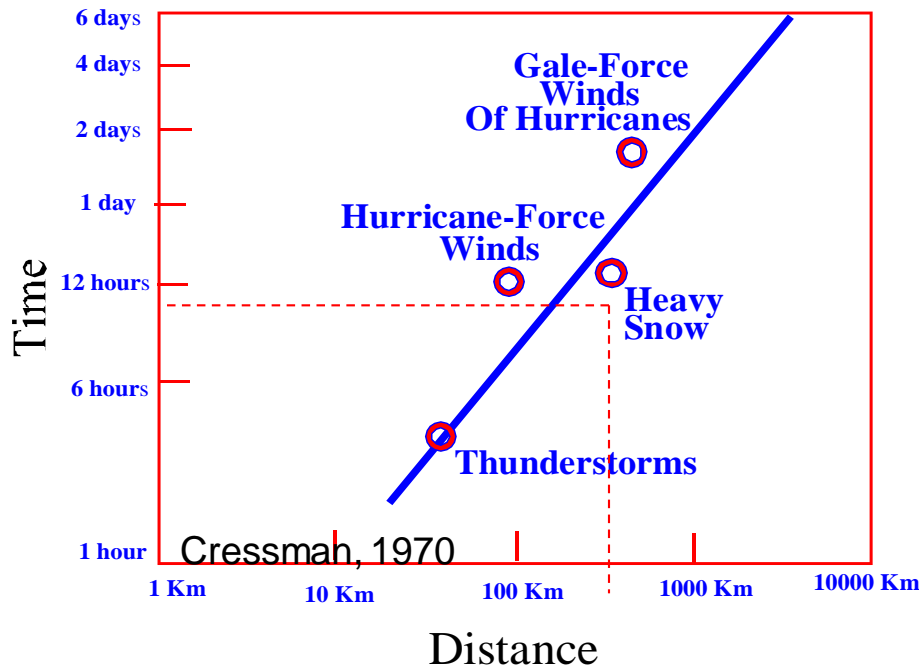 6 days
4 days
2 days
1 day
12 hours
6 hours
1 hour
Time
Gale-Force
Winds
Of Hurricanes
Hurricane-Force
Winds
Heavy
Snow
Thunderstorms
Cressman, 1970
1 Km
10 Km
100 Km
1000 Km
10000 Km
Distance